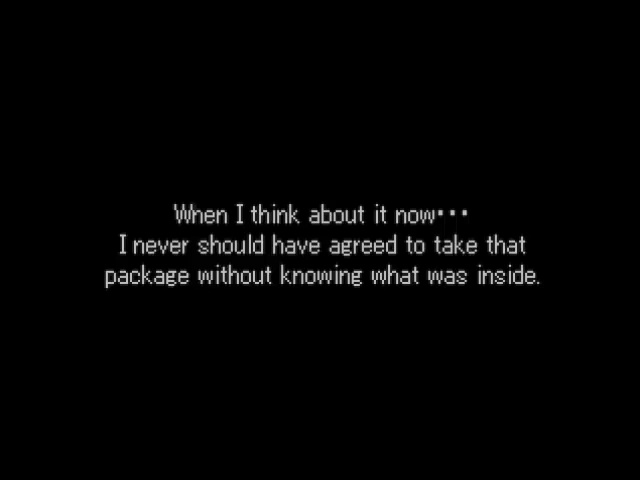 When I think about it now･･･
I never should have agreed to take that
package without knowing what was inside.